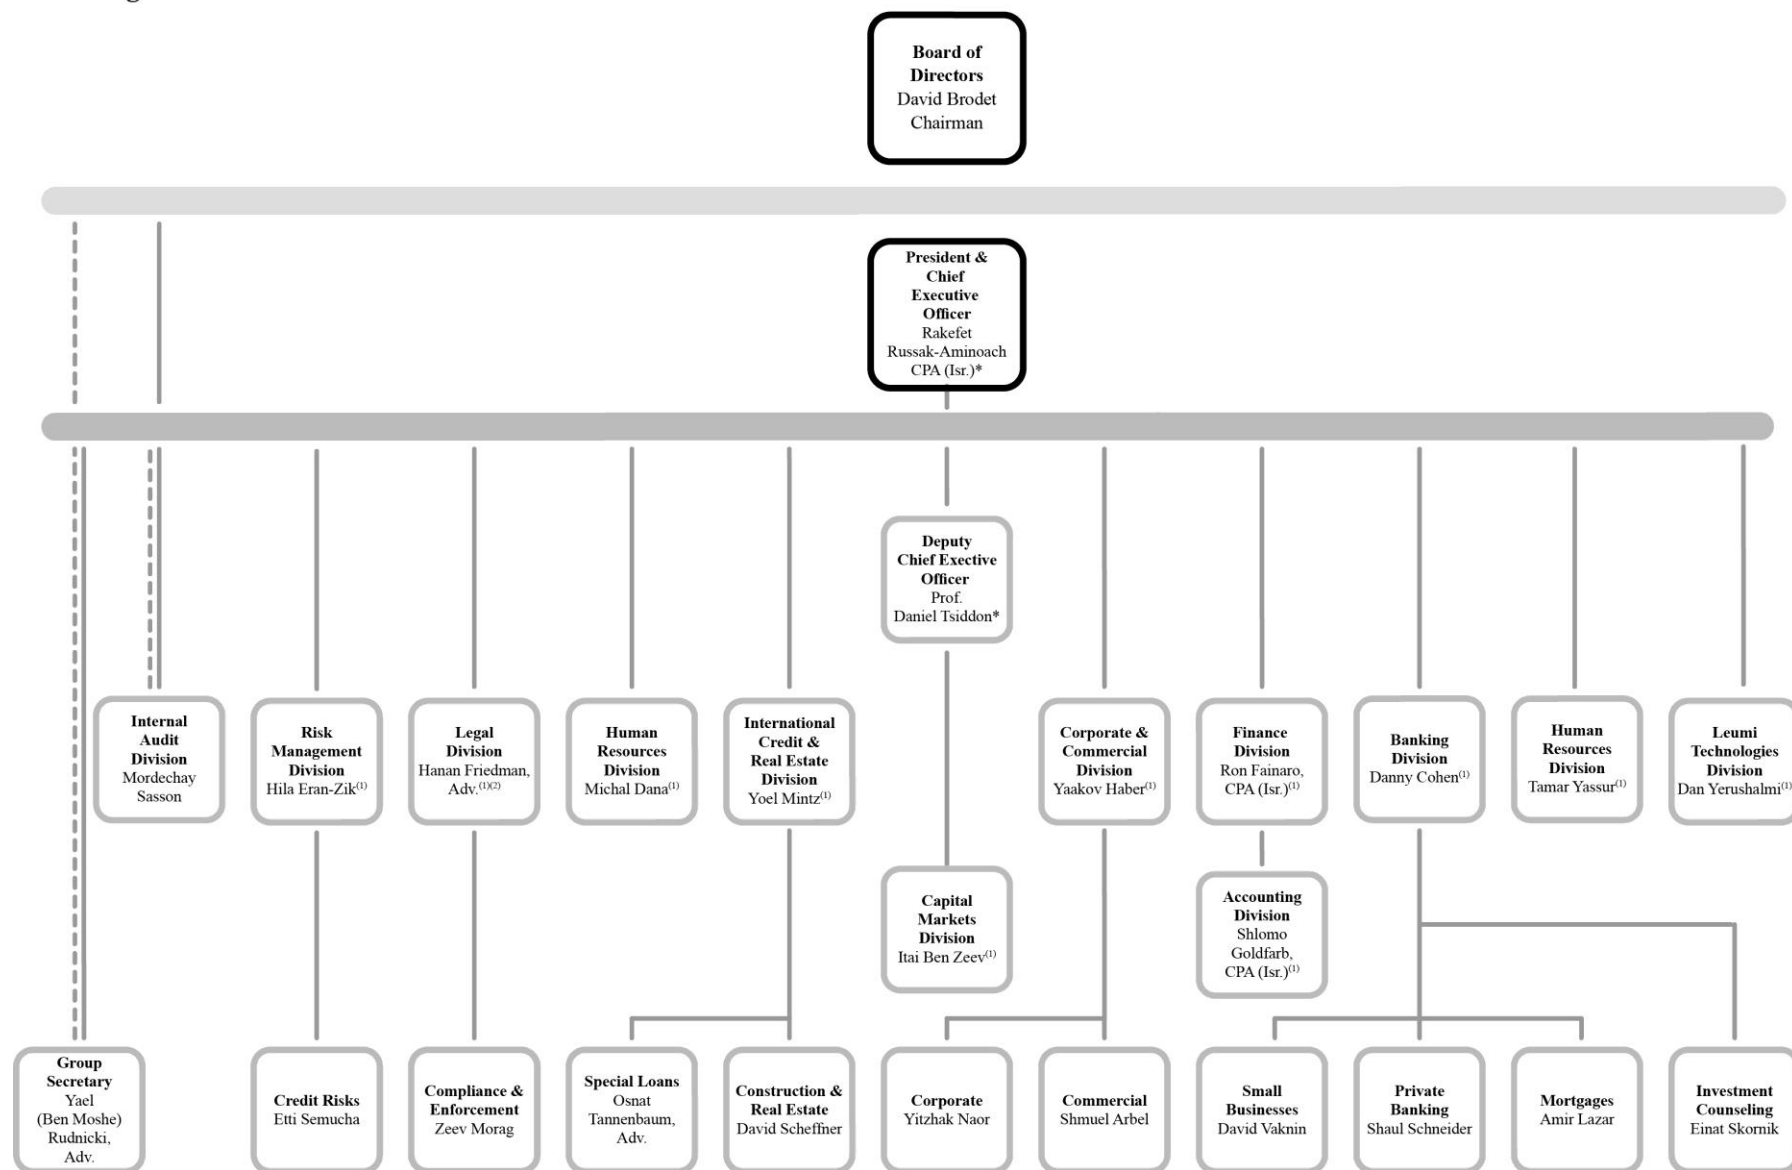 Board of
Directors
David Brodet
Chairman
President &
Chief
Executive
Officer
Rakefet
Russak-Aminoach
CPA (Isr.)*
Deputy
Chief Exective
Officer
Prof.
Daniel Tsiddon*
Internal
Audit
Division
Mordechay
Sasson
Risk
Management
Division
Hila Eran-Zik(1)
Legal
Division
Hanan Friedman,
Adv.(1)(2)
Human
Resources
Division
Michal Dana(1)
International
Credit &
Real Estate
Division
Yoel Mintz(1)
Corporate &
Commercial
Division
Yaakov Haber(1)
Finance
Division
Ron Fainaro,
CPA (Isr.)(1)
Banking
Division
Danny Cohen(1)
Human
Resources
Division
Tamar Yassur(1)
Leumi
Technologies
Division
Dan Yerushalmi(1)
Capital
Markets
Division
Itai Ben Zeev(1)
Accounting
Division
Shlomo
Goldfarb,
CPA (Isr.)(1)
Group
Secretary
Yael
(Ben Moshe)
Rudnicki,
Adv.
Credit Risks
Etti Semucha
Compliance &
Enforcement
Zeev Morag
Special Loans
Osnat
Tannenbaum,
Adv.
Construction &
Real Estate
David Scheffner
Corporate
Yitzhak Naor
Commercial
Shmuel Arbel
Small
Businesses
David Vaknin
Private
Banking
Shaul Schneider
Mortgages
Amir Lazar
Investment
Counseling
Einat Skornik